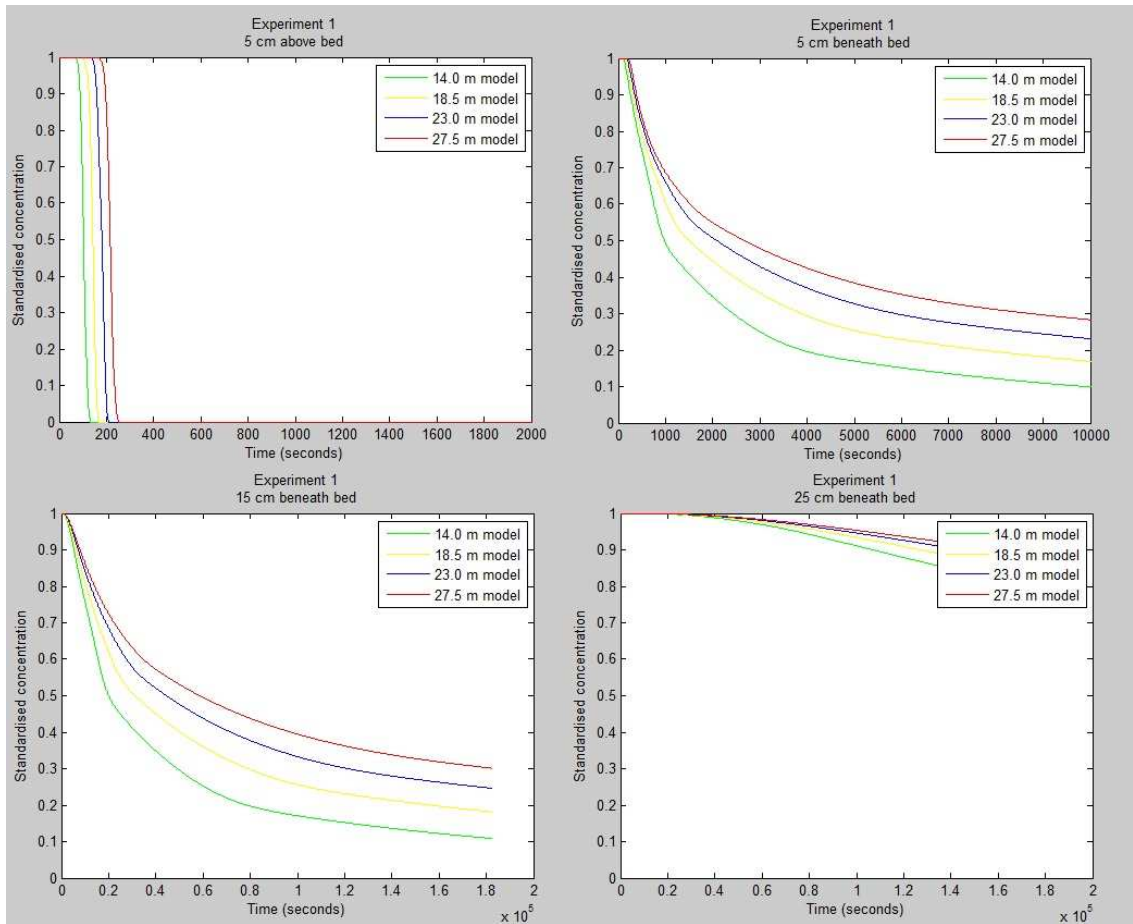 Experiment 1
5 cm above bed
1
0.9
0.8
0.7
0.6
0.5
0.4
0.3
0.2
0.1
0
Standardised concentration
14.0 m model
18.5 m model
23.0 m model
27.5 m model
0 200 400 600 800 1000 1200 1400 1600 1800 2000
Time (seconds)
Experiment 1
5 cm beneath bed
1
0.9
0.8
0.7
0.6
0.5
0.4
0.3
0.2
0.1
0
Standardised concentration
14.0 m model
18.5 m model
23.0 m model
27.5 m model
0 1000 2000 3000 4000 5000 6000 7000 8000 9000 10000
Time (seconds)
Experiment 1
15 cm beneath bed
1
0.9
0.8
0.7
0.6
0.5
0.4
0.3
0.2
0.1
0
Standardised concentration
14.0 m model
18.5 m model
23.0 m model
27.5 m model
0 0.2 0.4 0.6 0.8 1 1.2 1.4 1.6 1.8 2
Time (seconds)
x 10⁵
Experiment 1
25 cm beneath bed
1
0.9
0.8
0.7
0.6
0.5
0.4
0.3
0.2
0.1
0
Standardised concentration
14.0 m model
18.5 m model
23.0 m model
27.5 m model
0 0.2 0.4 0.6 0.8 1 1.2 1.4 1.6 1.8 2
Time (seconds)
x 10⁵